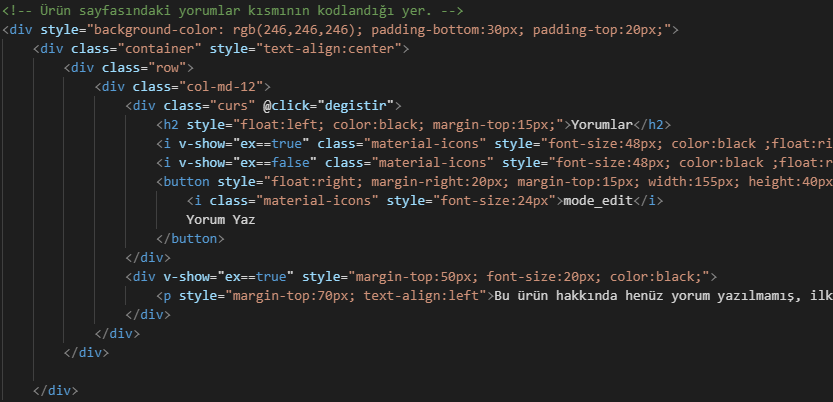 <!-- Ürün sayfasındaki yorumlar kısmının kodlandığı yer. -->
<div style="background-color: rgb(246,246,246); padding-bottom:30px; padding-top:20px;">
<div class="container" style="text-align:center">
<div class="row">
<div class="col-md-12">
<div class="curs" @click="degistir">
<h2 style="float:left; color:black; margin-top:15px;">Yorumlar</h2>
<i v-show="ex==true" class="material-icons" style="font-size:48px; color:black ;float:ri
<i v-show="ex==false" class="material-icons" style="font-size:48px; color:black ;float:r
<button style="float:right; margin-right:20px; margin-top:15px; width:155px; height:40px
<i class="material-icons" style="font-size:24px">mode_edit</i>
Yorum Yaz
</button>
</div>
<div v-show="ex==true" style="margin-top:50px; font-size:20px; color:black;">
<p style="margin-top:70px; text-align:left">Bu ürün hakkında henüz yorum yazılmamış, ilk
</div>
</div>
</div>
</div>